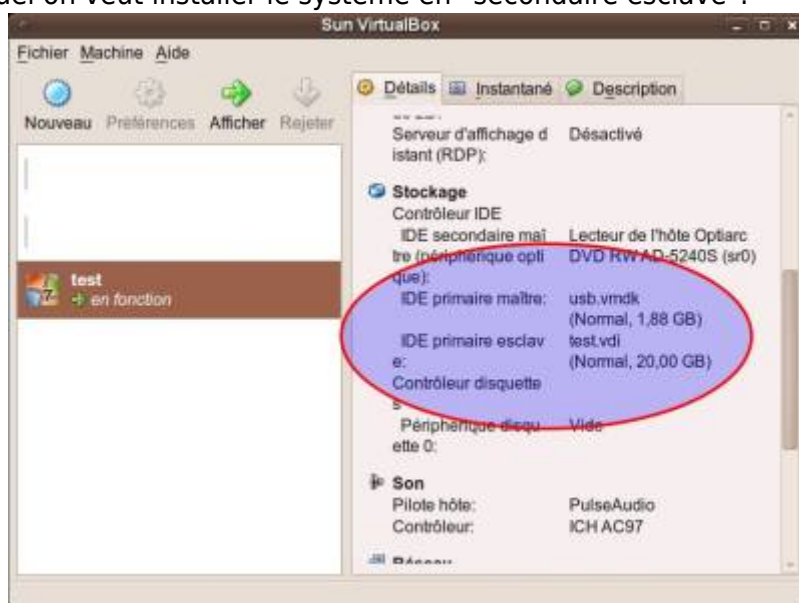 uel on veut installer le système en "secondaire esclave".
Sun VirtualBox
Fichier Machine Aide
Nouveau Préférences Afficher Rejeter
Détails Instantané Description
Serveur d'affichage d Désactivé
istant (RDP):
Stockage
Contrôleur IDE
IDE secondaire maî Lecteur de l'hôte Optiarc
tre (périphérique opti DVD RW AD-5240S (sr0)
que):
IDE primaire maître: usb.vmdk
(Normal, 1,88 GB)
IDE primaire esclav test.vdi
e: (Normal, 20,00 GB)
Contrôleur disquette
s
Périphérique disqu Vide
ette 0:
test
en fonction
Son
Pilote hôte: PulseAudio
Contrôleur: ICH AC97
Réseau